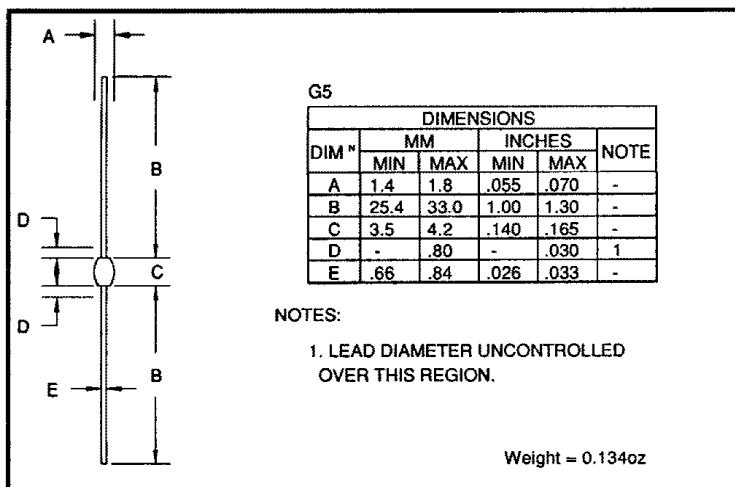 A
B
D
C
D
E
B
G5
DIMENSIONS
DIM " MM INCHES NOTE
MIN MAX MIN MAX
A 1.4 1.8 .055 .070 -
B 25.4 33.0 1.00 1.30 -
C 3.5 4.2 .140 .165 -
D - .80 - .030 1
E .66 .84 .026 .033 -
NOTES:
1. LEAD DIAMETER UNCONTROLLED
OVER THIS REGION.
Weight = 0.134oz